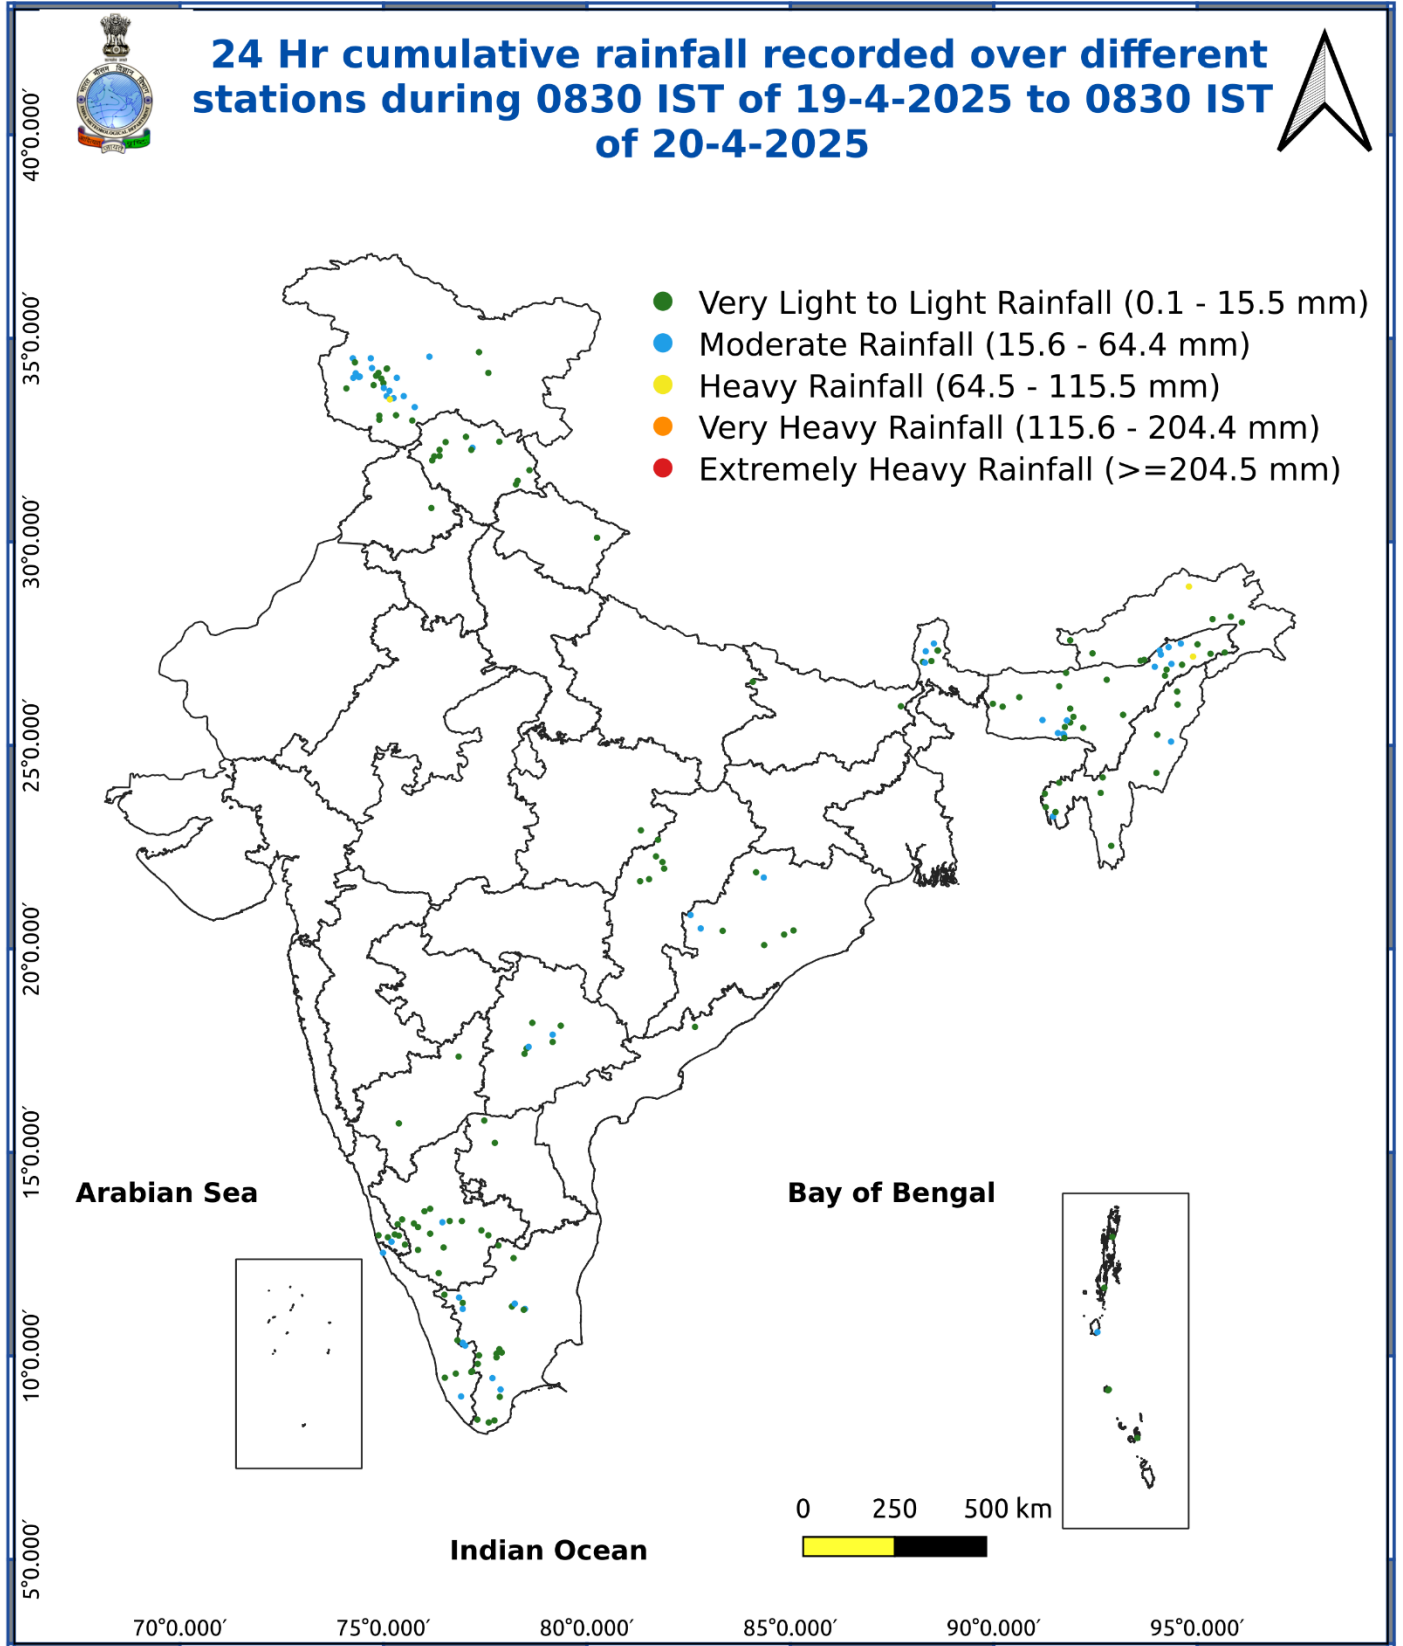 24 Hr cumulative rainfall recorded over different
stations during 0830 IST of 19-4-2025 to 0830 IST
of 20-4-2025
Very Light to Light Rainfall (0.1 - 15.5 mm)
Moderate Rainfall (15.6 - 64.4 mm)
Heavy Rainfall (64.5 - 115.5 mm)
Very Heavy Rainfall (115.6 - 204.4 mm)
Extremely Heavy Rainfall (>=204.5 mm)
40°0.000′
35°0.000′
30°0.000′
25°0.000′
20°0.000′
15°0.000′
10°0.000′
5°0.000′
Arabian Sea
Bay of Bengal
Indian Ocean
0 250 500 km
70°0.000′ 75°0.000′ 80°0.000′ 85°0.000′ 90°0.000′ 95°0.000′